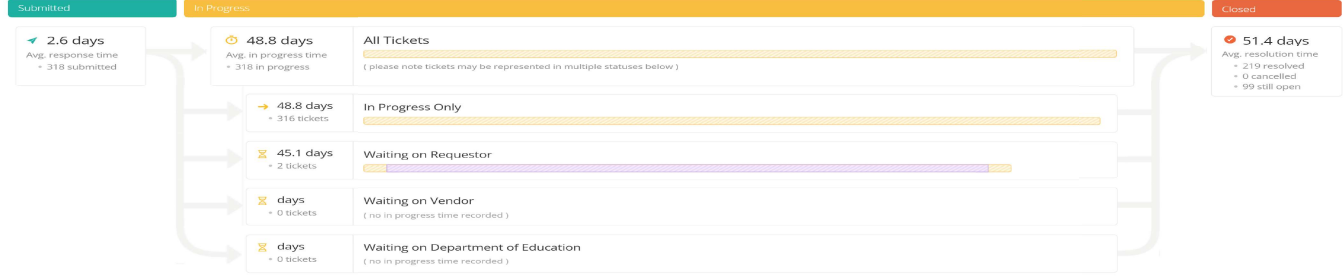 Submitted
In Progress
Closed
2.6 days
Avg. response time
318 submitted
48.8 days
Avg. in progress time
318 in progress
All Tickets
( please note tickets may be represented in multiple statuses below )
51.4 days
Avg. resolution time
219 resolved
0 cancelled
99 still open
48.8 days
316 tickets
In Progress Only
45.1 days
2 tickets
Waiting on Requestor
days
0 tickets
Waiting on Vendor
( no in progress time recorded )
days
0 tickets
Waiting on Department of Education
( no in progress time recorded )